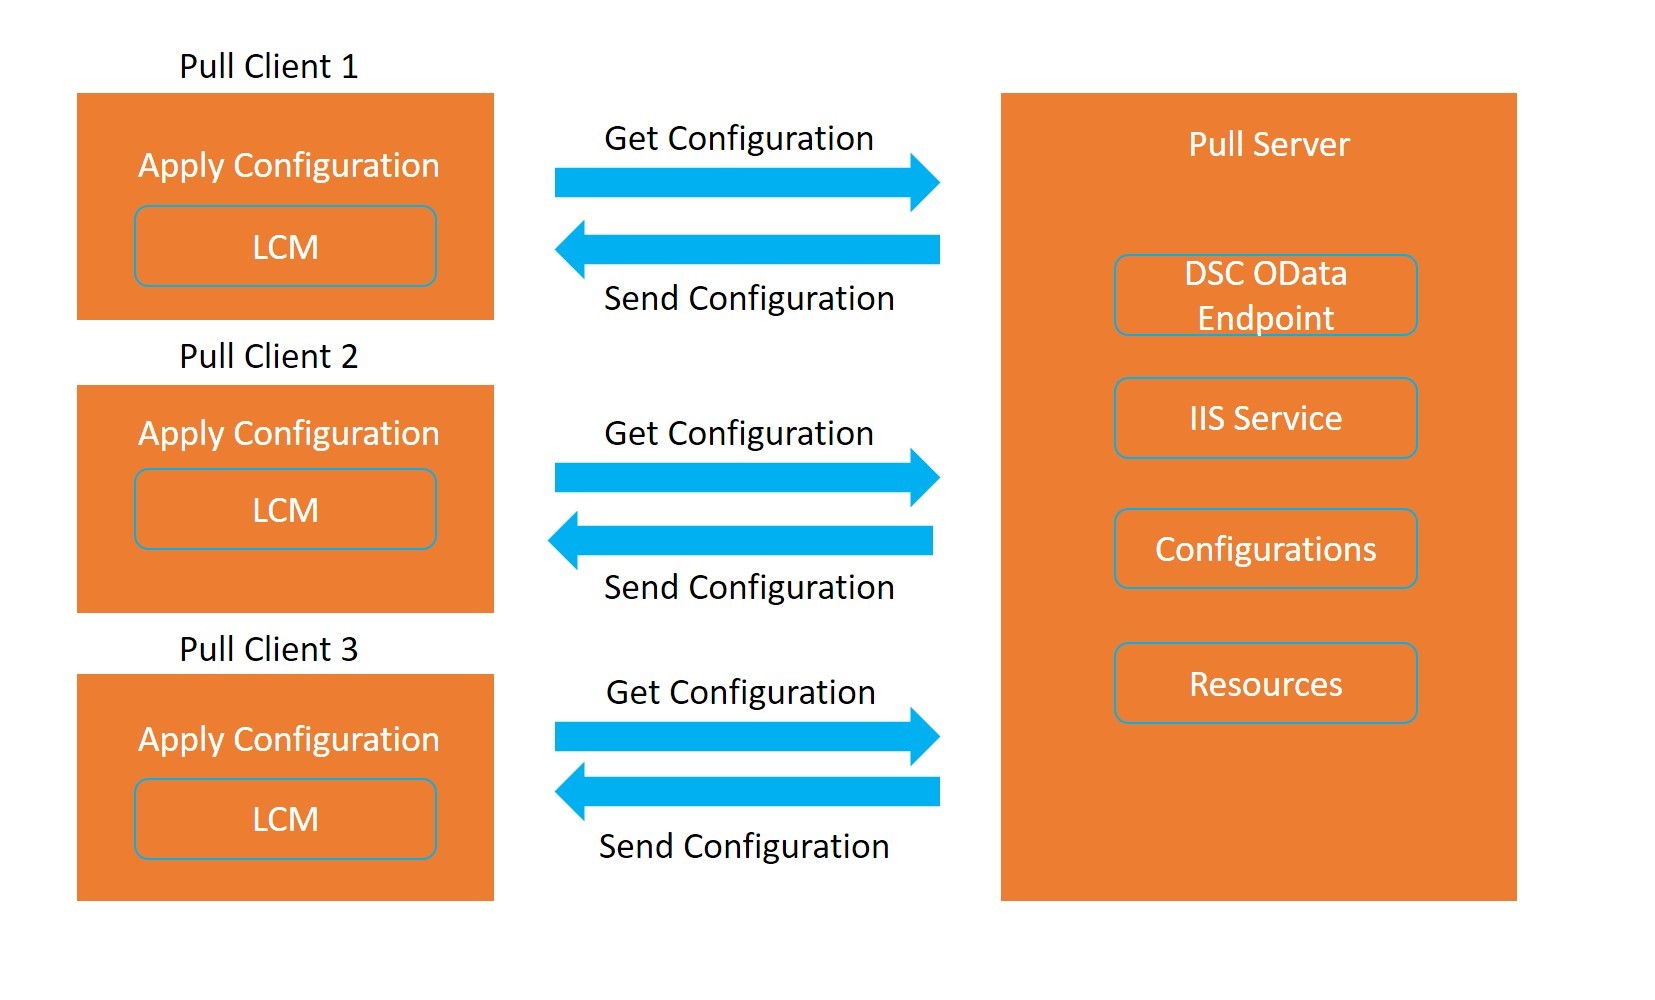 Pull Client 1
Apply Configuration
LCM
Get Configuration
Send Configuration
Pull Client 2
Apply Configuration
LCM
Get Configuration
Send Configuration
Pull Client 3
Apply Configuration
LCM
Get Configuration
Send Configuration
Pull Server
DSC OData
Endpoint
IIS Service
Configurations
Resources